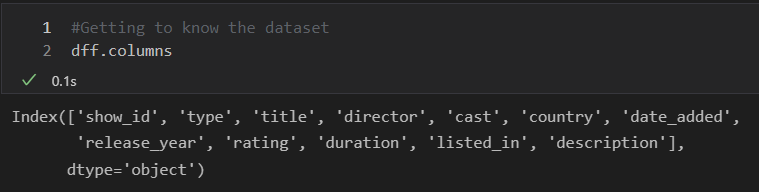 1 #Getting to know the dataset
2 dff.columns
✓ 0.1s
Index(['show_id', 'type', 'title', 'director', 'cast', 'country', 'date_added',
'release_year', 'rating', 'duration', 'listed_in', 'description'],
dtype='object')